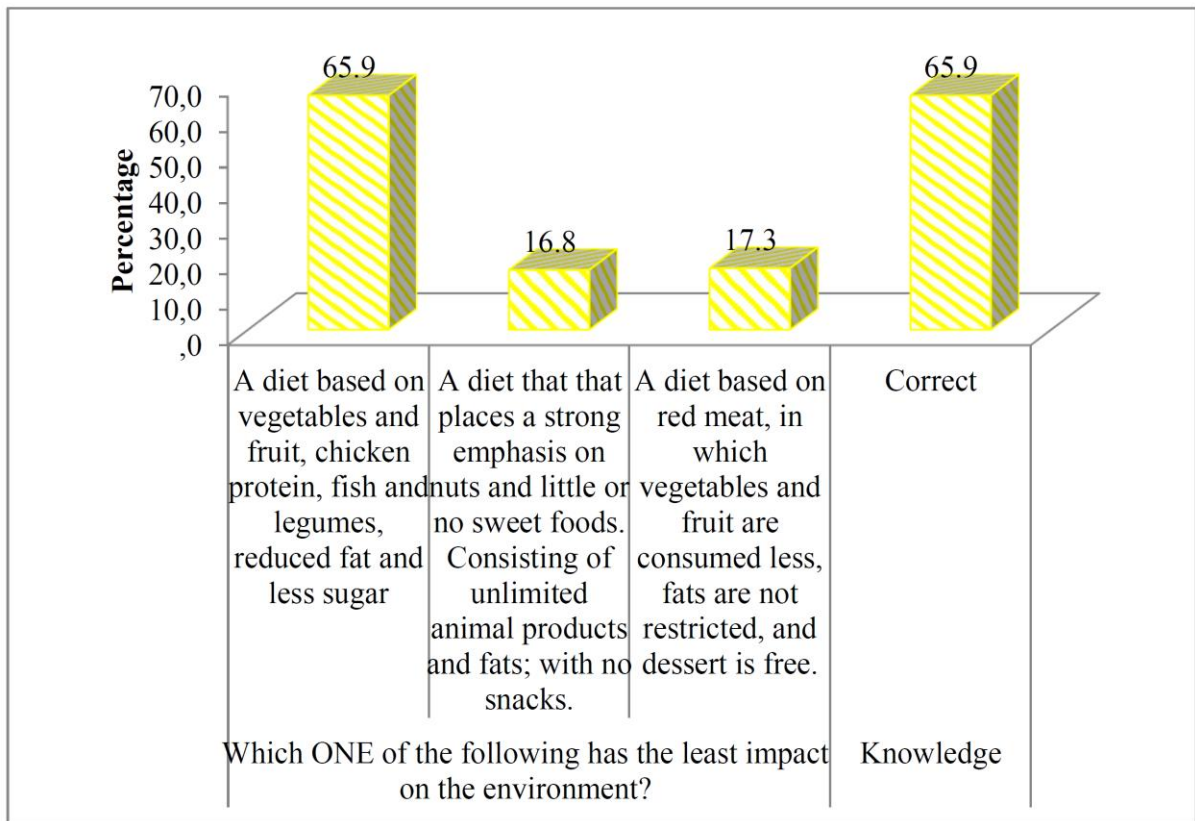 65.9
16.8
17.3
65.9
Percentage
70,0
60,0
50,0
40,0
30,0
20,0
10,0
,0
A diet based on
vegetables and
fruit, chicken
protein, fish and
legumes,
reduced fat and
less sugar
A diet that that
places a strong
emphasis on
nuts and little or
no sweet foods.
Consisting of
unlimited
animal products
and fats; with no
snacks.
A diet based on
red meat, in
which
vegetables and
fruit are
consumed less,
fats are not
restricted, and
dessert is free.
Correct
Which ONE of the following has the least impact
on the environment?
Knowledge